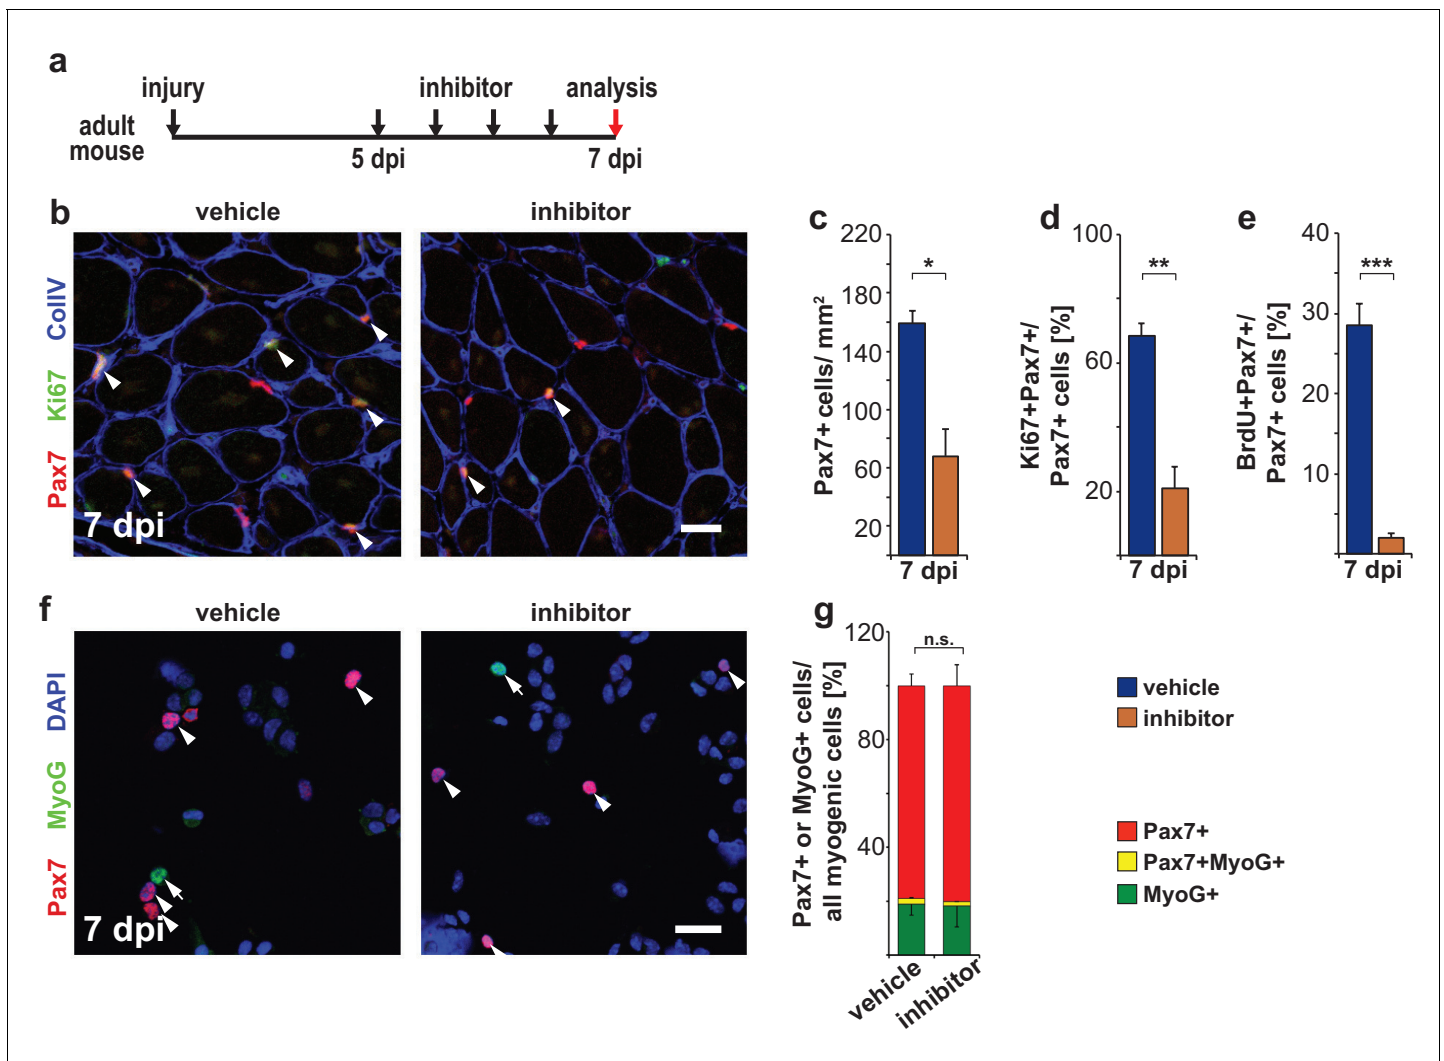 a
injury
inhibitor
analysis
adult
mouse
5 dpi
7 dpi
b
vehicle
inhibitor
Pax7 Ki67 ColIV
7 dpi
c
Pax7+ cells/ mm²
220
180
140
100
60
20
*
7 dpi
d
Ki67+Pax7+/
Pax7+ cells [%]
100
60
20
**
7 dpi
e
BrdU+Pax7+/
Pax7+ cells [%]
40
30
20
10
***
7 dpi
f
vehicle
inhibitor
Pax7 MyoG DAPI
7 dpi
g
Pax7+ or MyoG+ cells/
all myogenic cells [%]
120
80
40
n.s.
vehicle
inhibitor
vehicle
inhibitor
Pax7+
Pax7+MyoG+
MyoG+